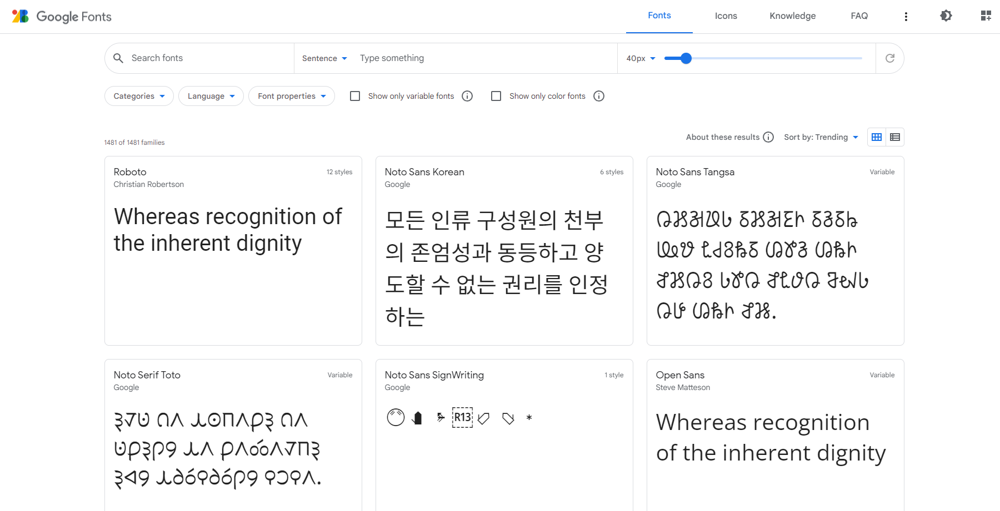 Google Fonts
Fonts
Icons
Knowledge
FAQ
Search fonts
Sentence
Type something
40px
Categories
Language
Font properties
Show only variable fonts
Show only color fonts
1481 of 1481 families
About these results
Sort by: Trending
Roboto
12 styles
Christian Robertson
Whereas recognition of
the inherent dignity
Noto Sans Korean
6 styles
Google
모든 인류 구성원의 천부
의 존엄성과 동등하고 양
도할 수 없는 권리를 인정
하는
Noto Sans Tangsa
Variable
Google
Noto Serif Toto
Variable
Google
Noto Sans SignWriting
1 style
Google
R13
*
Open Sans
Variable
Steve Matteson
Whereas recognition
of the inherent dignity